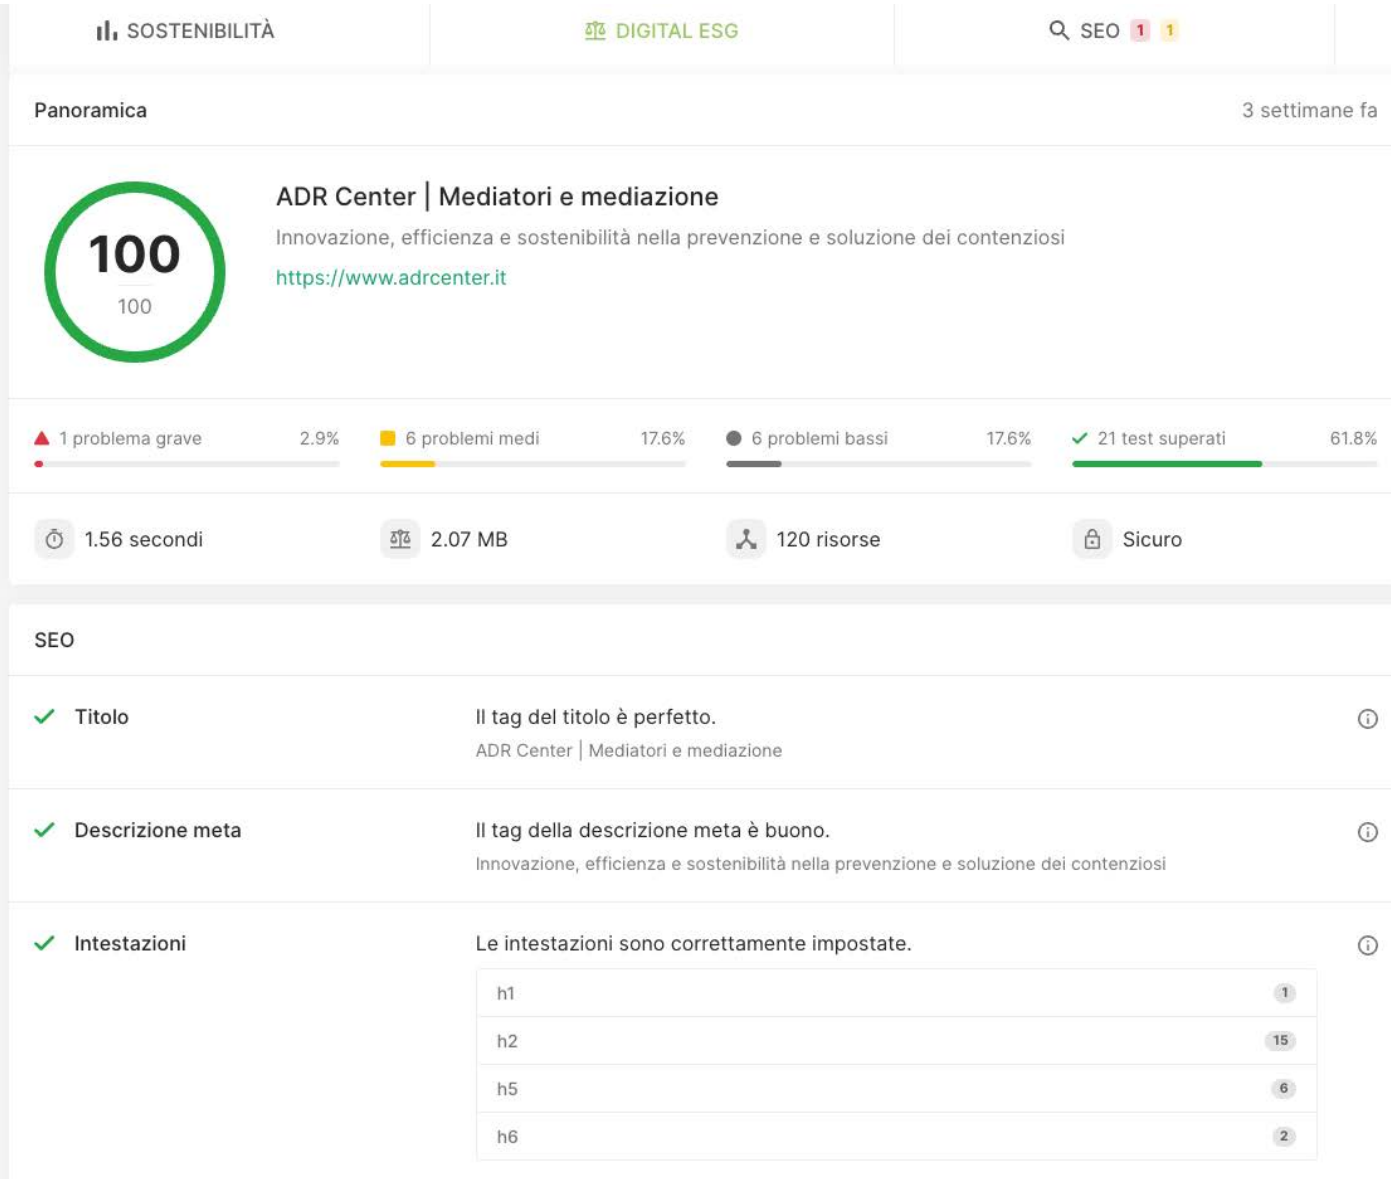 SOSTENIBILITÀ
DIGITAL ESG
SEO 1 1
Panoramica
3 settimane fa
100
100
ADR Center | Mediatori e mediazione
Innovazione, efficienza e sostenibilità nella prevenzione e soluzione dei contenziosi
https://www.adrcenter.it
1 problema grave 2.9%
6 problemi medi 17.6%
6 problemi bassi 17.6%
21 test superati 61.8%
1.56 secondi
2.07 MB
120 risorse
Sicuro
SEO
Titolo
Il tag del titolo è perfetto.
ADR Center | Mediatori e mediazione
Descrizione meta
Il tag della descrizione meta è buono.
Innovazione, efficienza e sostenibilità nella prevenzione e soluzione dei contenziosi
Intestazioni
Le intestazioni sono correttamente impostate.
h1 1
h2 15
h5 6
h6 2